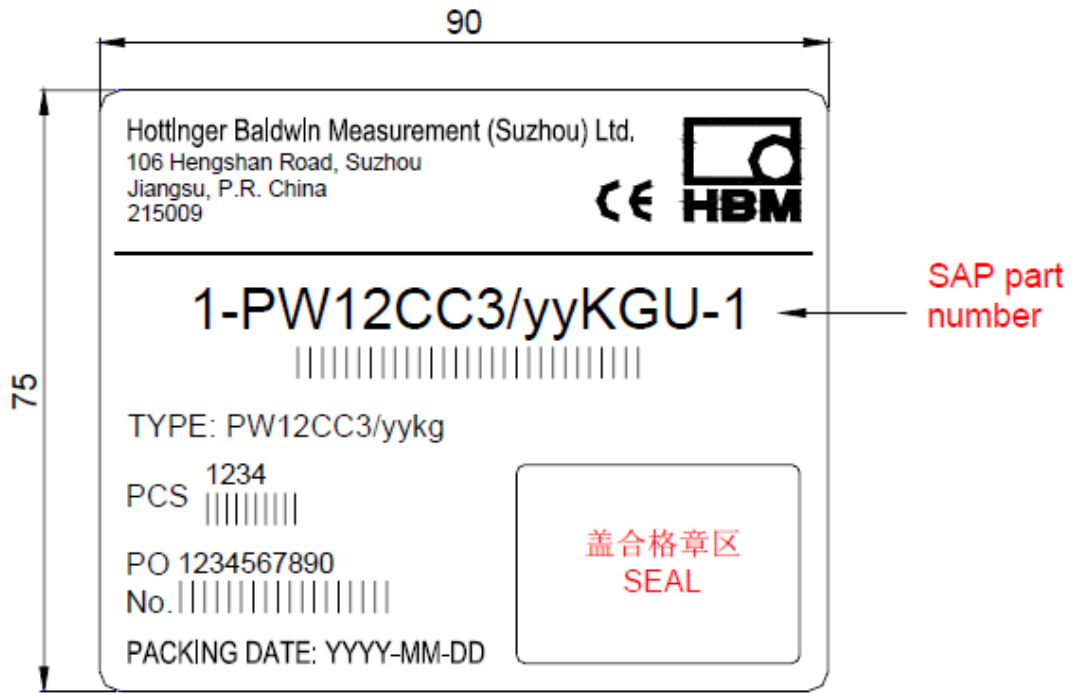 90
75
Hottinger Baldwin Measurement (Suzhou) Ltd.
106 Hengshan Road, Suzhou
Jiangsu, P.R. China
215009
CE
HBM
1-PW12CC3/yyKGU-1
SAP part
number
TYPE: PW12CC3/yykg
1234
PCS
PO 1234567890
No.
PACKING DATE: YYYY-MM-DD
盖合格章区
SEAL